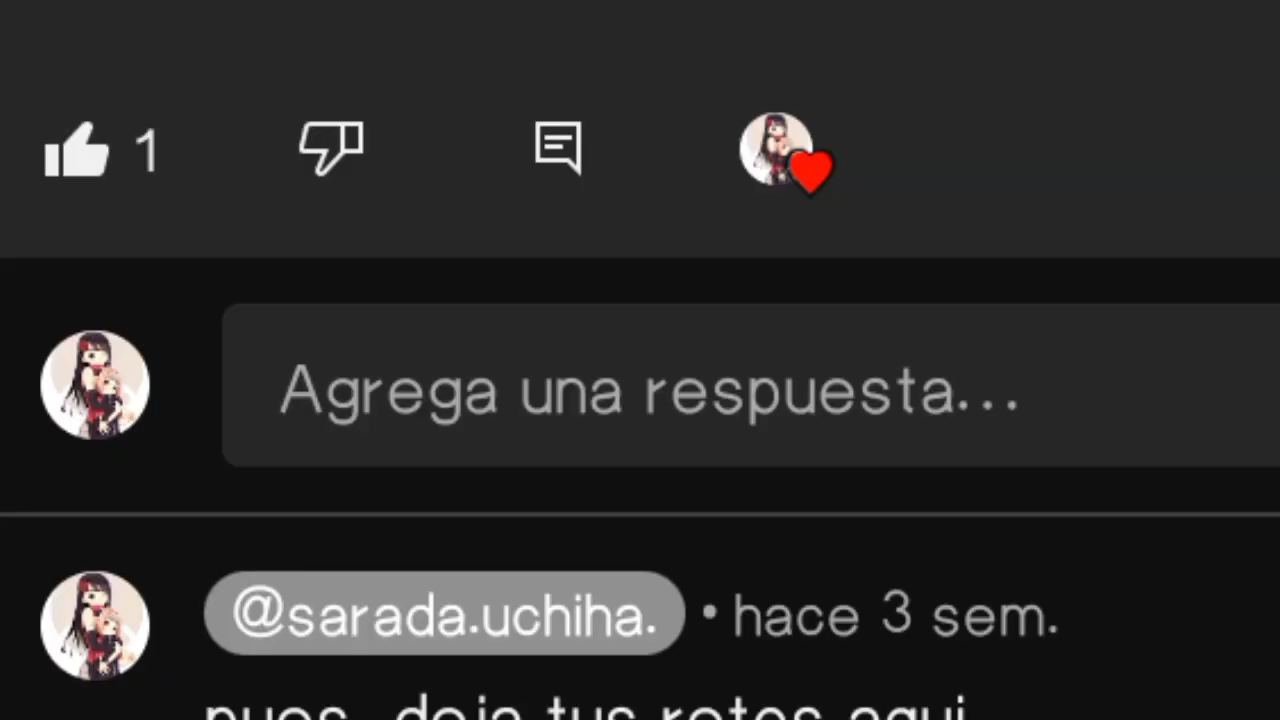 1
Agrega una respuesta...
@sarada.uchiha. • hace 3 sem.
pues, deja tus retos aqui